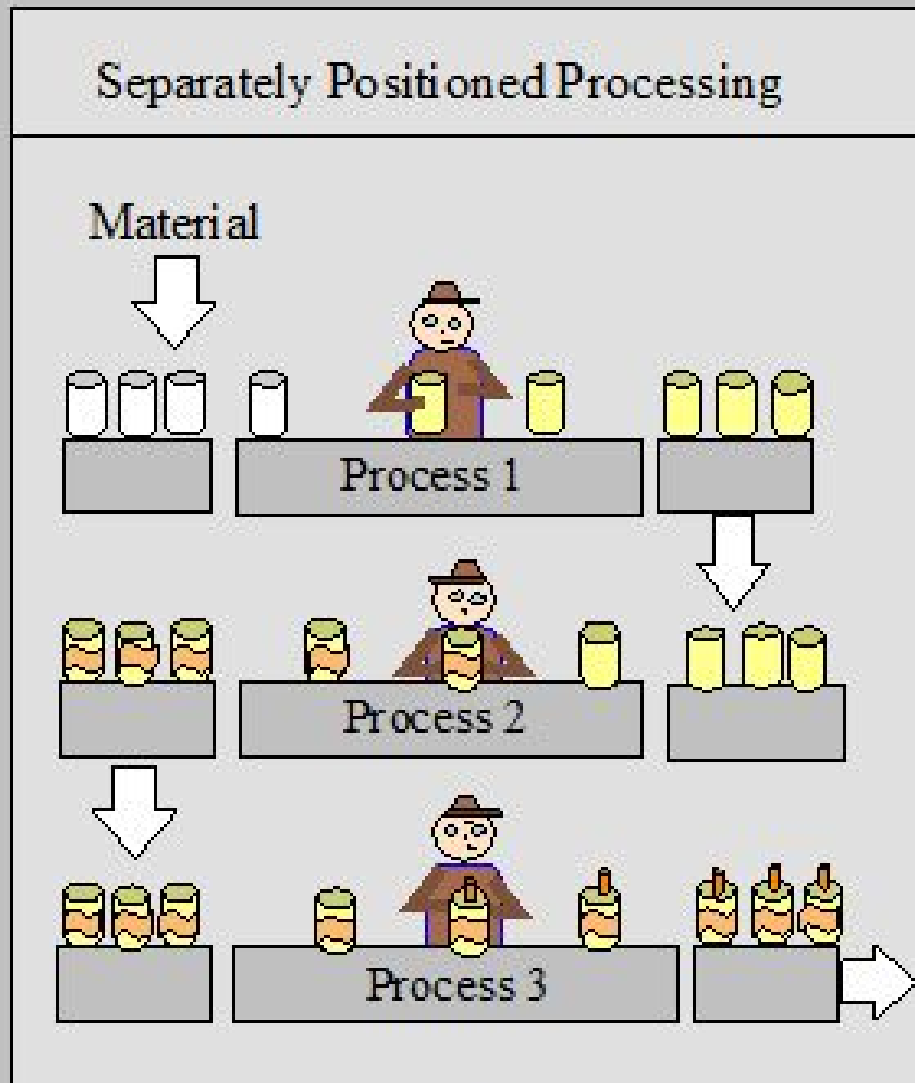 Separately Positioned Processing
Material
Process 1
Process 2
Process 3